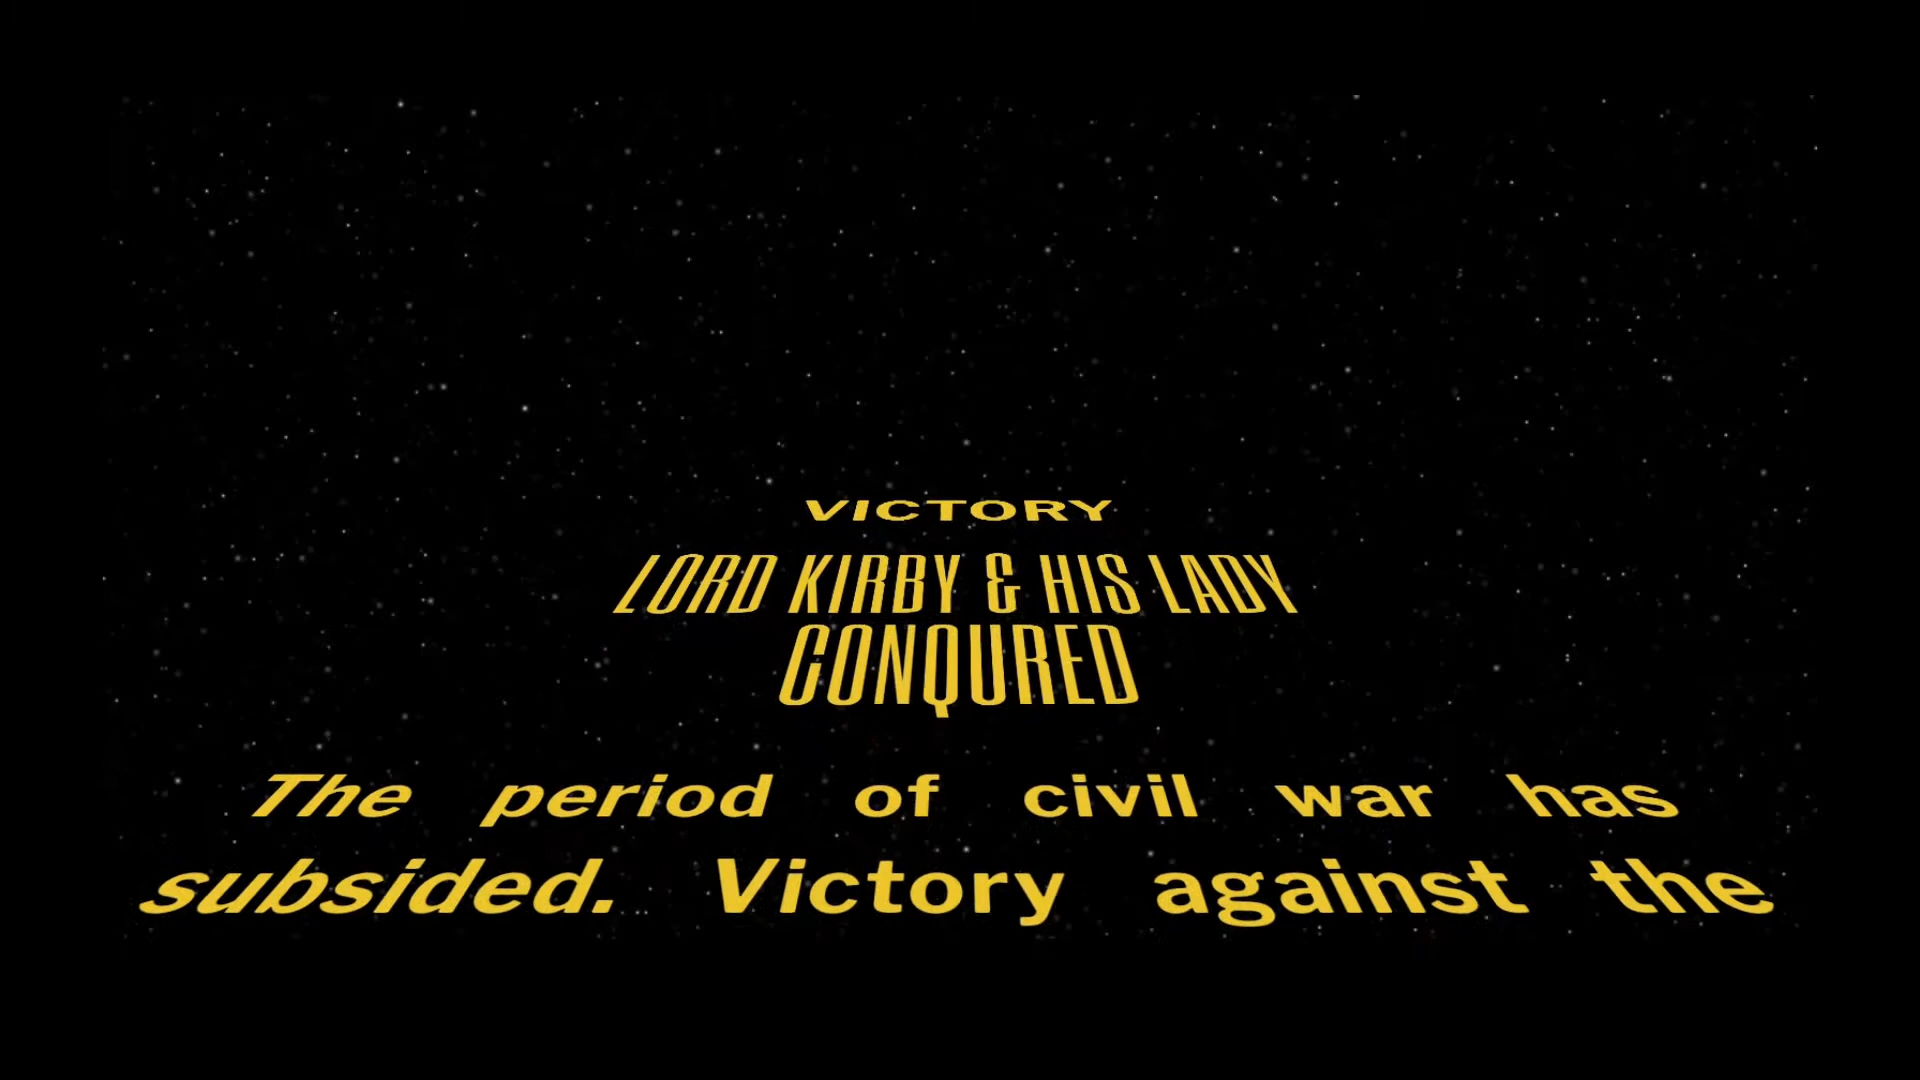 VICTORY
LORD KIRBY & HIS LADY
CONQURED
The period of civil war has
subsided. Victory against the